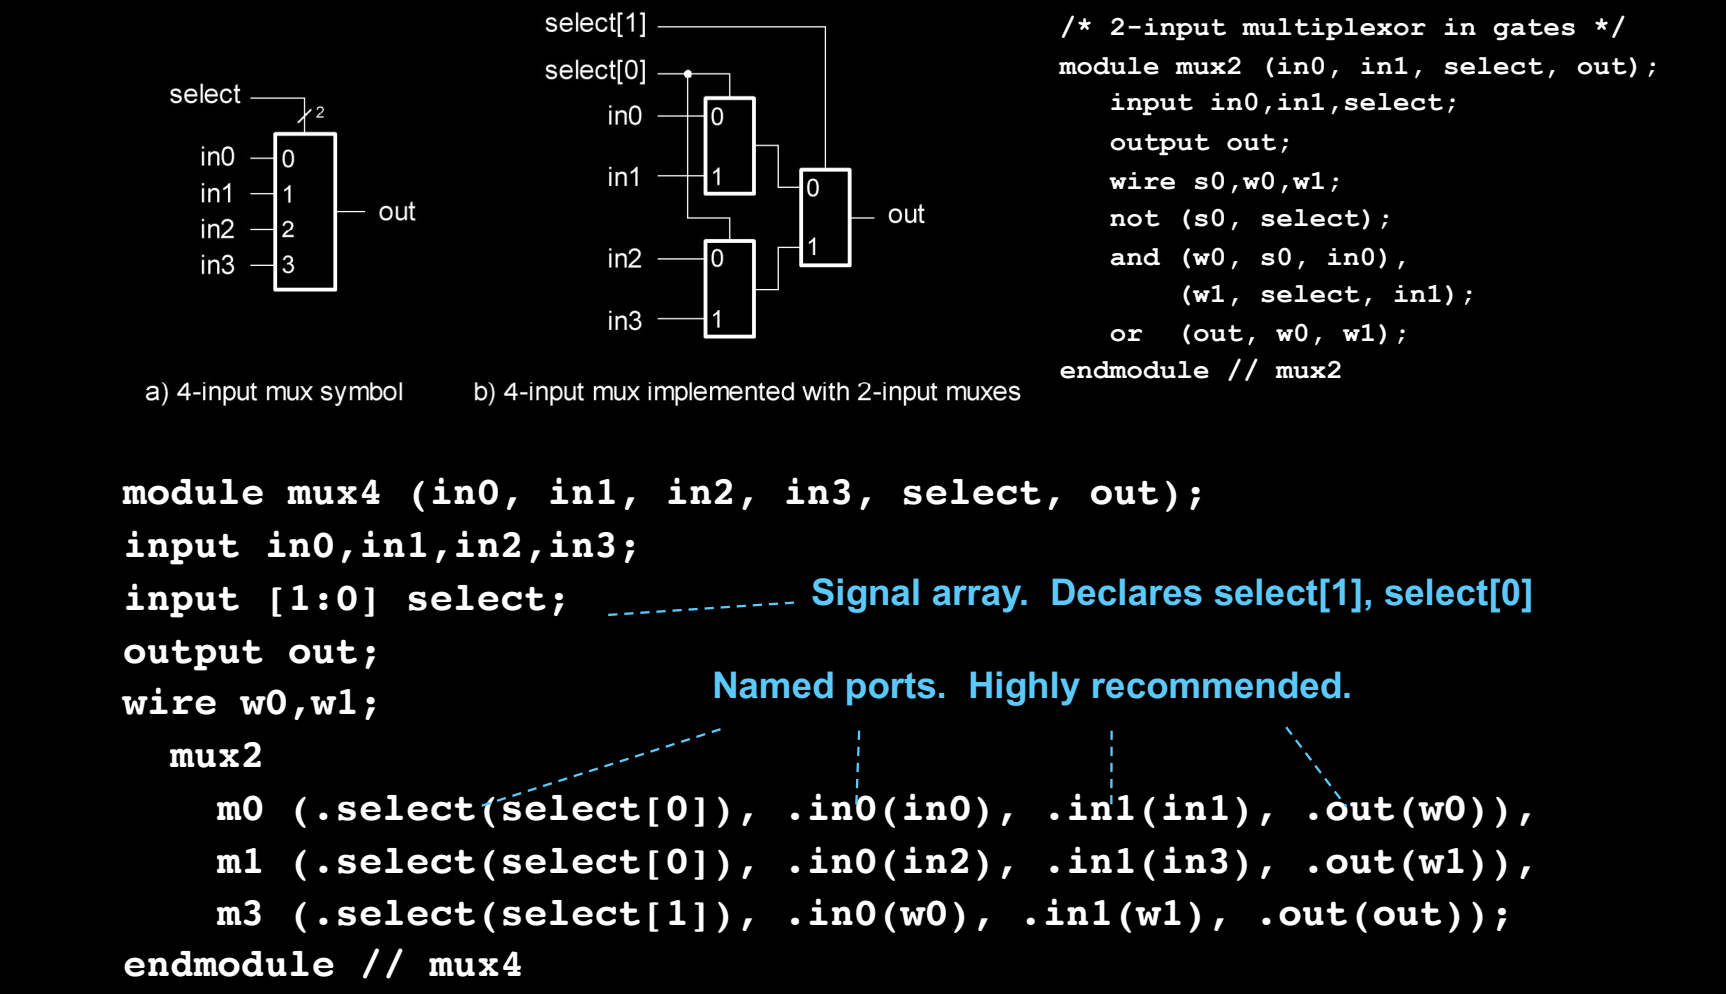 select
2
in0
in1
in2
in3
0
1
2
3
out
a) 4-input mux symbol
select[1]
select[0]
in0
in1
in2
in3
0
1
0
1
0
1
out
b) 4-input mux implemented with 2-input muxes
/* 2-input multiplexor in gates */
module mux2 (in0, in1, select, out);
input in0,in1,select;
output out;
wire s0,w0,w1;
not (s0, select);
and (w0, s0, in0),
(w1, select, in1);
or  (out, w0, w1);
endmodule // mux2
module mux4 (in0, in1, in2, in3, select, out);
input in0,in1,in2,in3;
input [1:0] select;
Signal array.  Declares select[1], select[0]
output out;
Named ports.  Highly recommended.
wire w0,w1;
mux2
m0 (.select(select[0]), .in0(in0), .in1(in1), .out(w0)),
m1 (.select(select[0]), .in0(in2), .in1(in3), .out(w1)),
m3 (.select(select[1]), .in0(w0), .in1(w1), .out(out));
endmodule // mux4